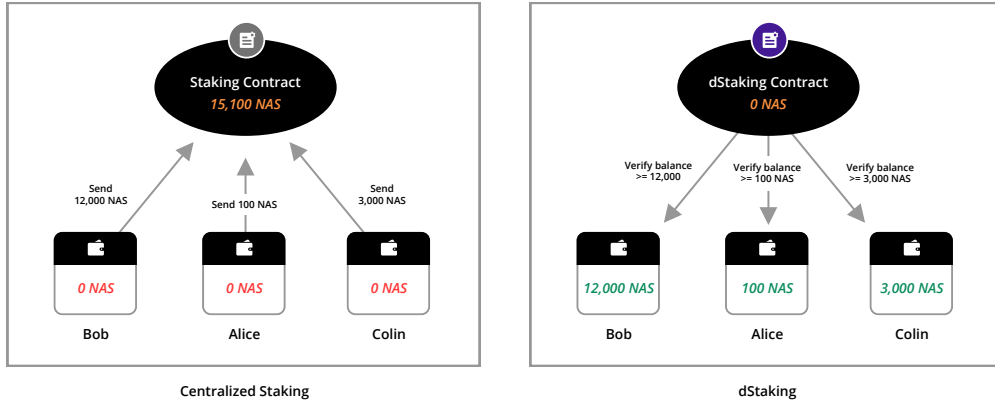 Staking Contract
15,100 NAS
Send
12,000 NAS
Send 100 NAS
Send
3,000 NAS
0 NAS
0 NAS
0 NAS
Bob
Alice
Colin
Centralized Staking
dStaking Contract
0 NAS
Verify balance
>= 12,000
Verify balance
>= 100 NAS
Verify balance
>= 3,000 NAS
12,000 NAS
100 NAS
3,000 NAS
Bob
Alice
Colin
dStaking